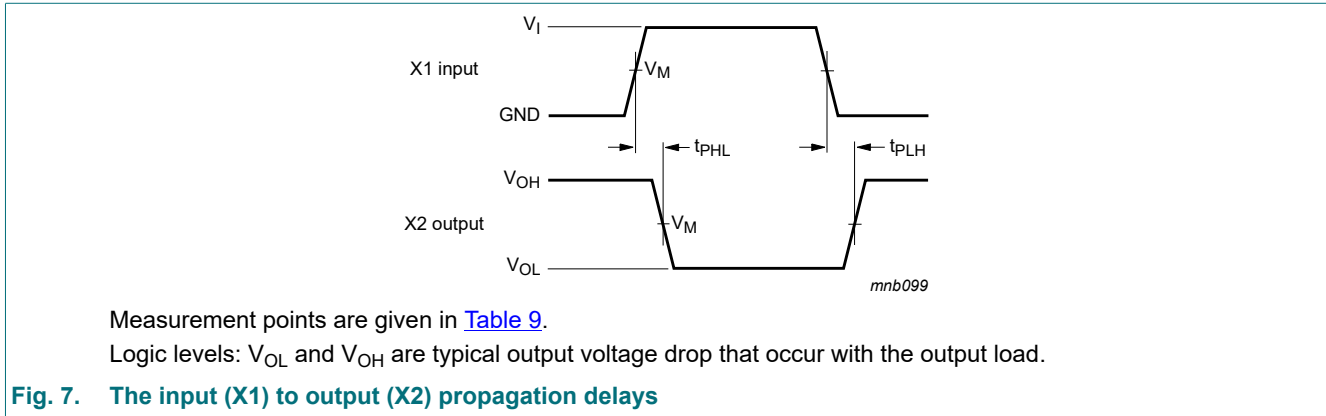 V_I
X1 input
V_M
GND
t_PHL
t_PLH
V_OH
X2 output
V_M
V_OL
mnb099
Measurement points are given in Table 9.
Logic levels: V_OL and V_OH are typical output voltage drop that occur with the output load.
Fig. 7. The input (X1) to output (X2) propagation delays